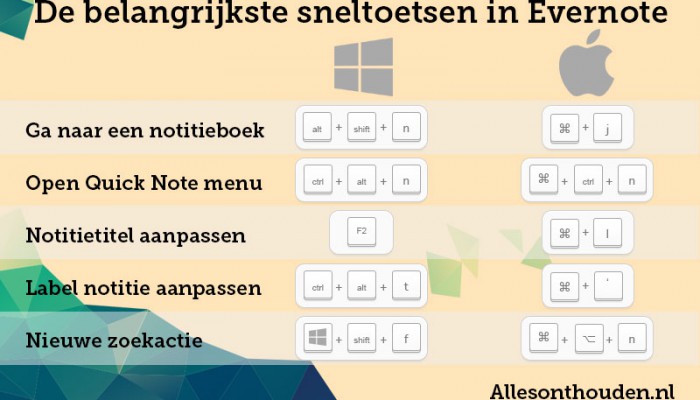 De belangrijkste sneltoetsen in Evernote
Ga naar een notitieboek alt + shift + n ⌘ + j
Open Quick Note menu ctrl + alt + n ⌘ + ctrl + n
Notitietitel aanpassen F2 ⌘ + l
Label notitie aanpassen ctrl + alt + t ⌘ + '
Nieuwe zoekactie + shift + f ⌘ + ⌥ + n
Allesonthouden.nl